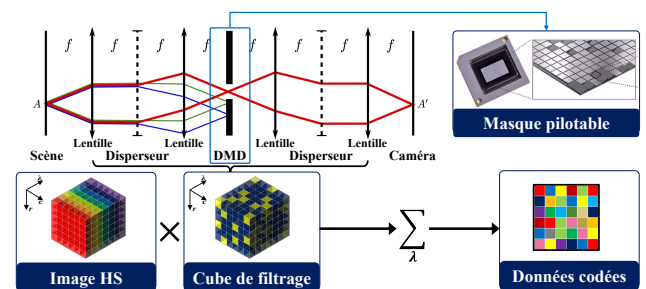 f f f f f f f f
A A′
Lentille Lentille Lentille Lentille
Scène Disperseur DMD Disperseur Caméra
Masque pilotable
λ c r
λ c r
Σ λ
Image HS
Cube de filtrage
Données codées